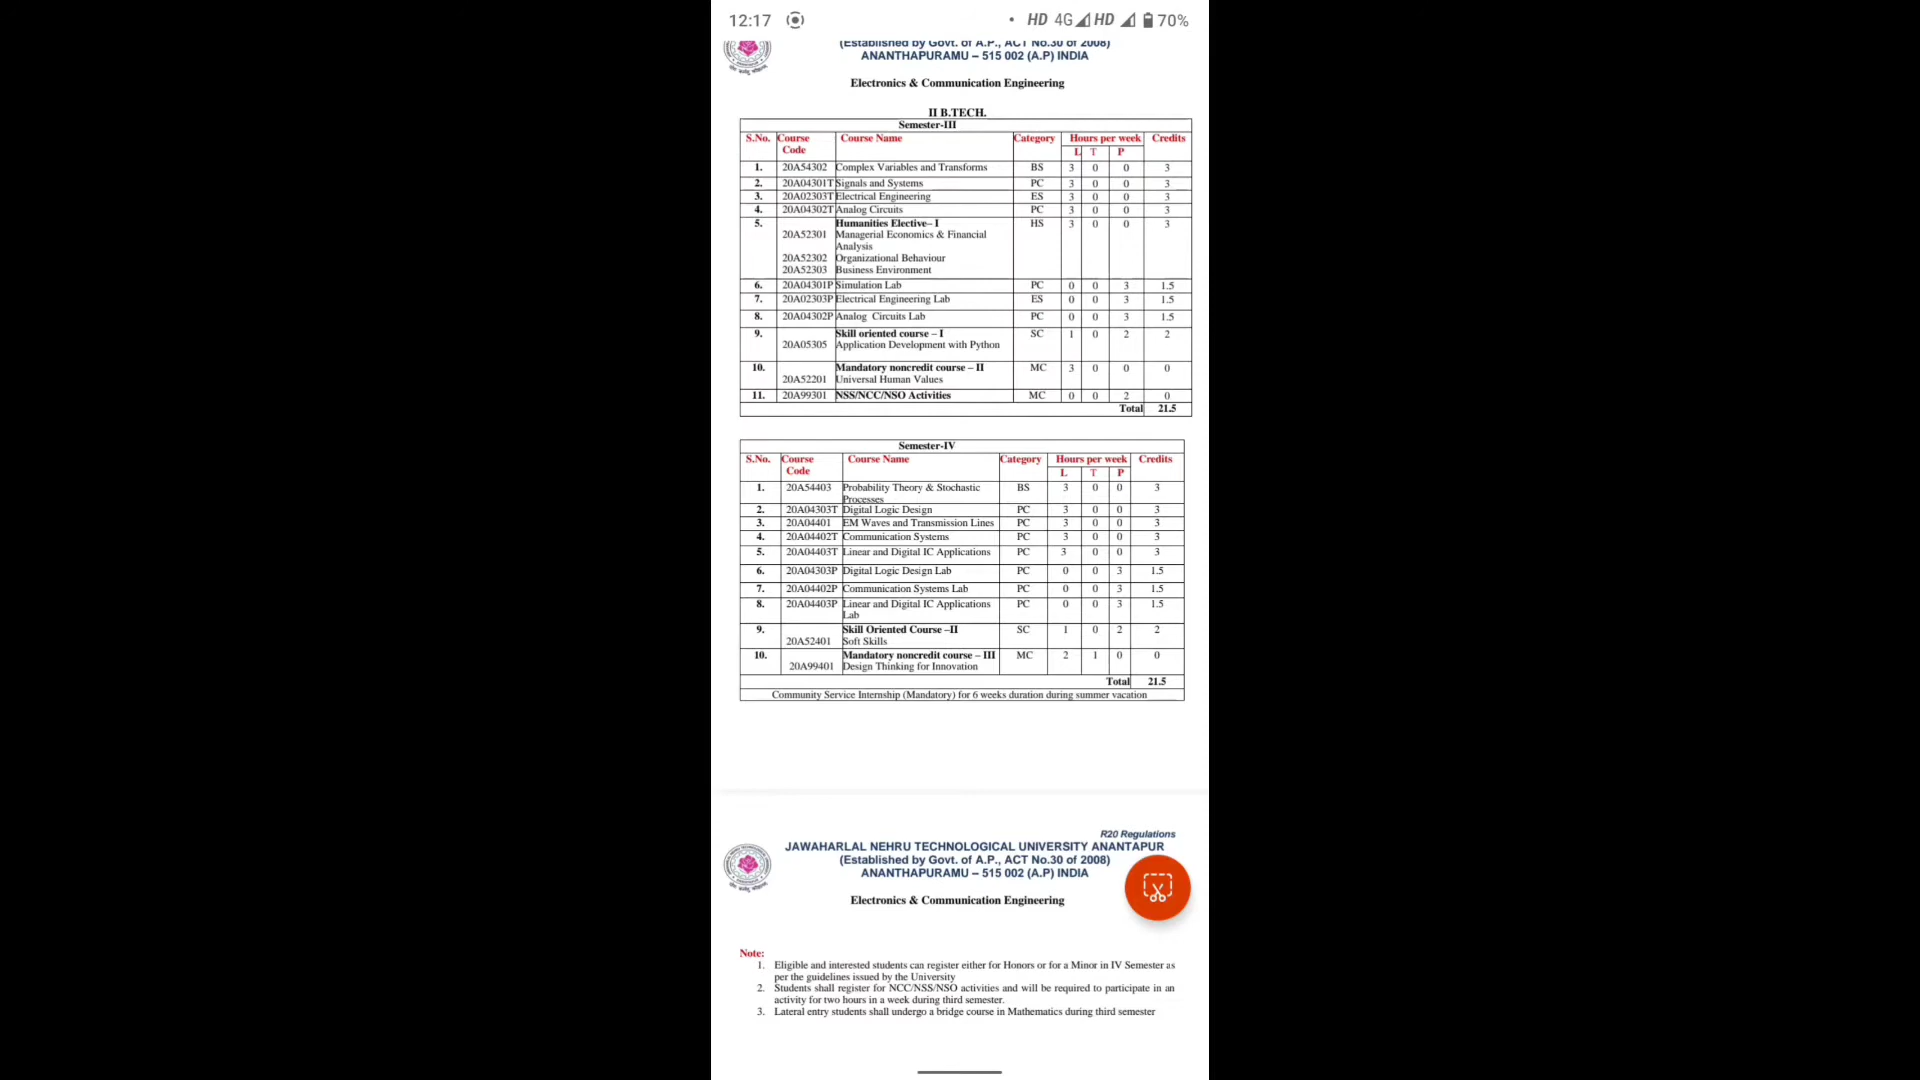 12:17 HD 4G HD 70%
(Established by Govt. of A.P., ACT No.30 of 2008)
ANANTHAPURAMU – 515 002 (A.P) INDIA
Electronics & Communication Engineering
II B.TECH.
Semester-III
S.No. Course Code Course Name Category Hours per week Credits
L T P
1. 20A54302 Complex Variables and Transforms BS 3 0 0 3
2. 20A04301T Signals and Systems PC 3 0 0 3
3. 20A02303T Electrical Engineering ES 3 0 0 3
4. 20A04302T Analog Circuits PC 3 0 0 3
5. Humanities Elective– I HS 3 0 0 3
20A52301 Managerial Economics & Financial
Analysis
20A52302 Organizational Behaviour
20A52303 Business Environment
6. 20A04301P Simulation Lab PC 0 0 3 1.5
7. 20A02303P Electrical Engineering Lab ES 0 0 3 1.5
8. 20A04302P Analog Circuits Lab PC 0 0 3 1.5
9. Skill oriented course – I SC 1 0 2 2
20A05305 Application Development with Python
10. Mandatory noncredit course – II MC 3 0 0 0
20A52201 Universal Human Values
11. 20A99301 NSS/NCC/NSO Activities MC 0 0 2 0
Total 21.5
Semester-IV
S.No. Course Code Course Name Category Hours per week Credits
L T P
1. 20A54403 Probability Theory & Stochastic BS 3 0 0 3
Processes
2. 20A04303T Digital Logic Design PC 3 0 0 3
3. 20A04401 EM Waves and Transmission Lines PC 3 0 0 3
4. 20A04402T Communication Systems PC 3 0 0 3
5. 20A04403T Linear and Digital IC Applications PC 3 0 0 3
6. 20A04303P Digital Logic Design Lab PC 0 0 3 1.5
7. 20A04402P Communication Systems Lab PC 0 0 3 1.5
8. 20A04403P Linear and Digital IC Applications PC 0 0 3 1.5
Lab
9. Skill Oriented Course –II SC 1 0 2 2
20A52401 Soft Skills
10. Mandatory noncredit course – III MC 2 1 0 0
20A99401 Design Thinking for Innovation
Total 21.5
Community Service Internship (Mandatory) for 6 weeks duration during summer vacation
R20 Regulations
JAWAHARLAL NEHRU TECHNOLOGICAL UNIVERSITY ANANTAPUR
(Established by Govt. of A.P., ACT No.30 of 2008)
ANANTHAPURAMU – 515 002 (A.P) INDIA
Electronics & Communication Engineering
Note:
1. Eligible and interested students can register either for Honors or for a Minor in IV Semester as
per the guidelines issued by the University
2. Students shall register for NCC/NSS/NSO activities and will be required to participate in an
activity for two hours in a week during third semester.
3. Lateral entry students shall undergo a bridge course in Mathematics during third semester